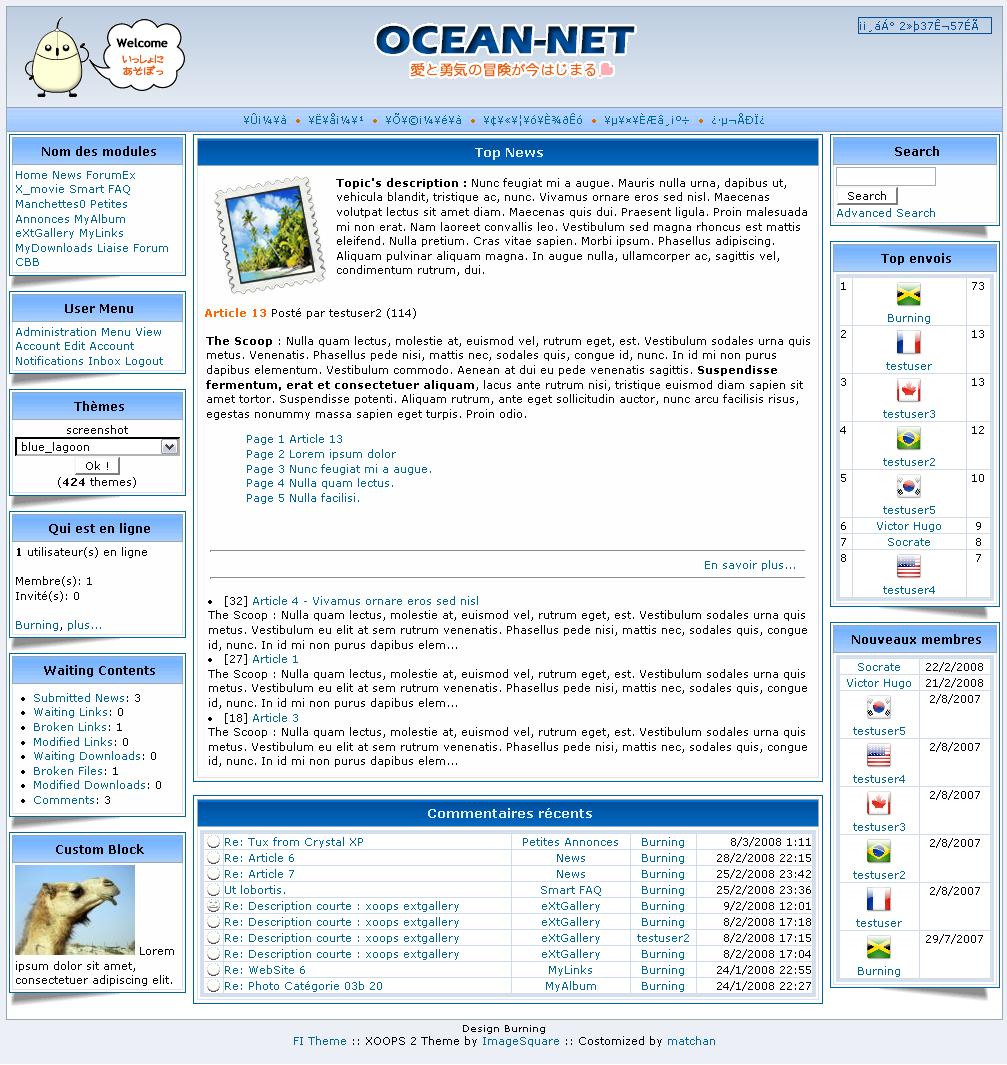 Welcome
いっしょに
あそぼっ
OCEAN-NET
愛と勇気の冒険が今はじまる
Nom des modules
Home News ForumEx
X_movie Smart FAQ
Manchettes0 Petites
Annonces MyAlbum
eXtGallery MyLinks
MyDownloads Liaise Forum
CBB
User Menu
Administration Menu View
Account Edit Account
Notifications Inbox Logout
Thèmes
screenshot
blue_lagoon
Ok !
(424 themes)
Qui est en ligne
1 utilisateur(s) en ligne
Membre(s): 1
Invité(s): 0
Burning, plus...
Waiting Contents
Submitted News: 3
Waiting Links: 0
Broken Links: 1
Modified Links: 0
Waiting Downloads: 0
Broken Files: 1
Modified Downloads: 0
Comments: 3
Custom Block
Lorem
ipsum dolor sit amet,
consectetuer adipiscing elit.
Top News
Topic's description : Nunc feugiat mi a augue. Mauris nulla urna, dapibus ut,
vehicula blandit, tristique ac, nunc. Vivamus ornare eros sed nisl. Maecenas
volutpat lectus sit amet diam. Maecenas quis dui. Praesent ligula. Proin malesuada
mi non erat. Nam laoreet convallis leo. Vestibulum sed magna rhoncus est mattis
eleifend. Nulla pretium. Cras vitae sapien. Morbi ipsum. Phasellus adipiscing.
Aliquam pulvinar aliquam magna. In augue nulla, ullamcorper ac, sagittis vel,
condimentum rutrum, dui.
Article 13 Posté par testuser2 (114)
The Scoop : Nulla quam lectus, molestie at, euismod vel, rutrum eget, est. Vestibulum sodales urna quis
metus. Venenatis. Phasellus pede nisi, mattis nec, sodales quis, congue id, nunc. In id mi non purus
dapibus elementum. Vestibulum commodo. Aenean at dui eu pede venenatis sagittis. Suspendisse
fermentum, erat et consectetuer aliquam, lacus ante rutrum nisi, tristique euismod diam sapien sit
amet tortor. Suspendisse potenti. Aliquam rutrum, ante eget sollicitudin auctor, nunc arcu facilisis risus,
egestas nonummy massa sapien eget turpis. Proin odio.
Page 1 Article 13
Page 2 Lorem ipsum dolor
Page 3 Nunc feugiat mi a augue.
Page 4 Nulla quam lectus.
Page 5 Nulla facilisi.
En savoir plus...
[32] Article 4 - Vivamus ornare eros sed nisl
The Scoop : Nulla quam lectus, molestie at, euismod vel, rutrum eget, est. Vestibulum sodales urna quis
metus. Vestibulum eu elit at sem rutrum venenatis. Phasellus pede nisi, mattis nec, sodales quis, congue
id, nunc. In id mi non purus dapibus elem...
[27] Article 1
The Scoop : Nulla quam lectus, molestie at, euismod vel, rutrum eget, est. Vestibulum sodales urna quis
metus. Vestibulum eu elit at sem rutrum venenatis. Phasellus pede nisi, mattis nec, sodales quis, congue
id, nunc. In id mi non purus dapibus elem...
[18] Article 3
The Scoop : Nulla quam lectus, molestie at, euismod vel, rutrum eget, est. Vestibulum sodales urna quis
metus. Vestibulum eu elit at sem rutrum venenatis. Phasellus pede nisi, mattis nec, sodales quis, congue
id, nunc. In id mi non purus dapibus elem...
Commentaires récents
Re: Tux from Crystal XP Petites Annonces Burning 8/3/2008 1:11
Re: Article 6 News Burning 28/2/2008 22:15
Re: Article 7 News Burning 25/2/2008 23:42
Ut lobortis. Smart FAQ Burning 25/2/2008 23:36
Re: Description courte : xoops extgallery eXtGallery Burning 9/2/2008 12:01
Re: Description courte : xoops extgallery eXtGallery Burning 8/2/2008 17:18
Re: Description courte : xoops extgallery eXtGallery testuser2 8/2/2008 17:15
Re: Description courte : xoops extgallery eXtGallery Burning 8/2/2008 17:04
Re: WebSite 6 MyLinks Burning 24/1/2008 22:55
Re: Photo Catégorie 03b 20 MyAlbum Burning 24/1/2008 22:27
Search
Search
Advanced Search
Top envois
1 Burning 73
2 testuser 13
3 testuser3 13
4 testuser2 12
5 testuser5 10
6 Victor Hugo 9
7 Socrate 8
8 testuser4 7
Nouveaux membres
Socrate 22/2/2008
Victor Hugo 21/2/2008
testuser5 2/8/2007
testuser4 2/8/2007
testuser3 2/8/2007
testuser2 2/8/2007
testuser 2/8/2007
Burning 29/7/2007
Design Burning
FI Theme :: XOOPS 2 Theme by ImageSquare :: Costomized by matchan